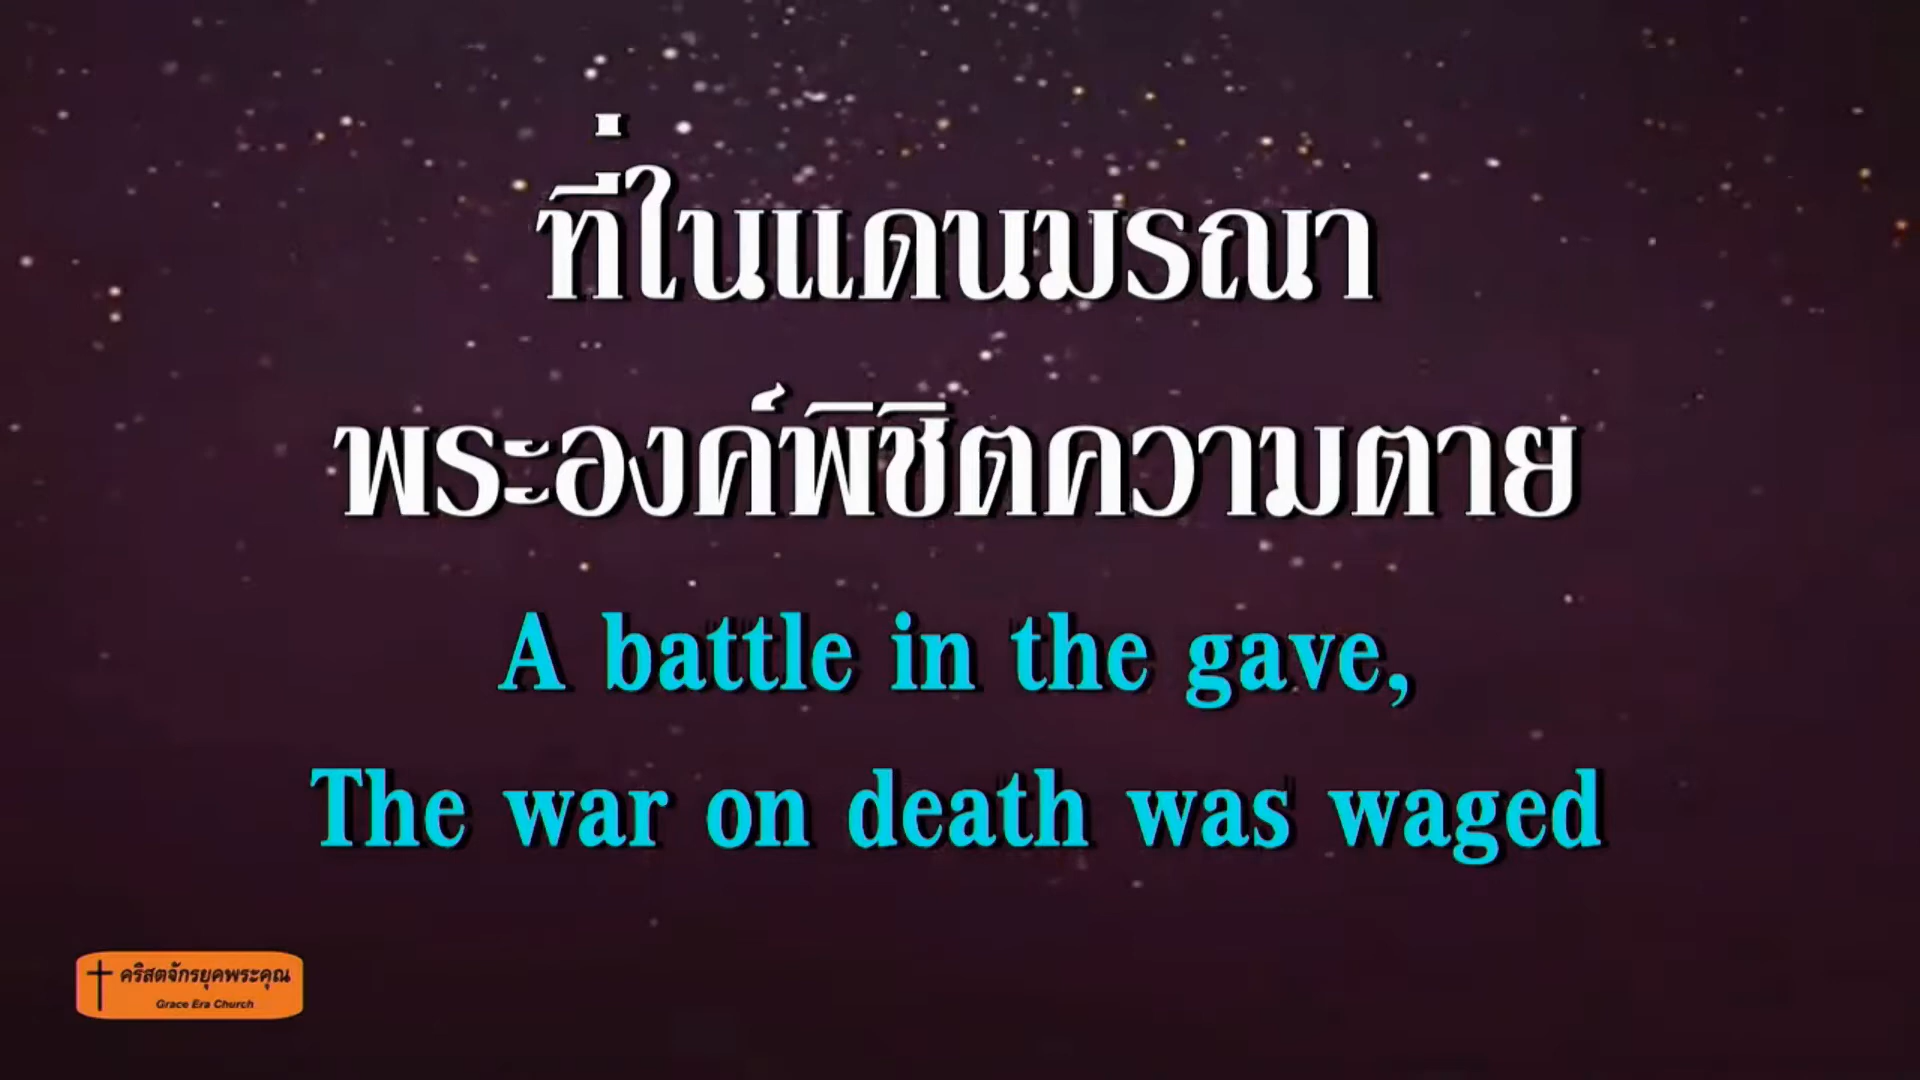 ที่ในแดนมรณา
พระองค์พิชิตความตาย
A battle in the gave,
The war on death was waged
คริสตจักรยุคพระคุณ
Grace Era Church